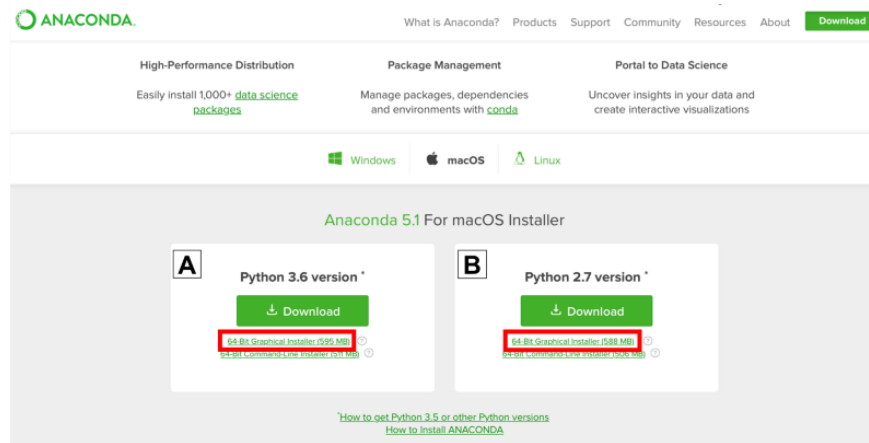 ANACONDA.
What is Anaconda? Products Support Community Resources About Download
High-Performance Distribution
Easily install 1,000+ data science
packages
Package Management
Manage packages, dependencies
and environments with conda
Portal to Data Science
Uncover insights in your data and
create interactive visualizations
Windows macOS Linux
Anaconda 5.1 For macOS Installer
A
Python 3.6 version *
Download
64-Bit Graphical Installer (595 MB) ?
64-Bit Command-Line Installer (511 MB) ?
B
Python 2.7 version *
Download
64-Bit Graphical Installer (588 MB) ?
64-Bit Command-Line Installer (506 MB) ?
*How to get Python 3.5 or other Python versions
How to Install ANACONDA